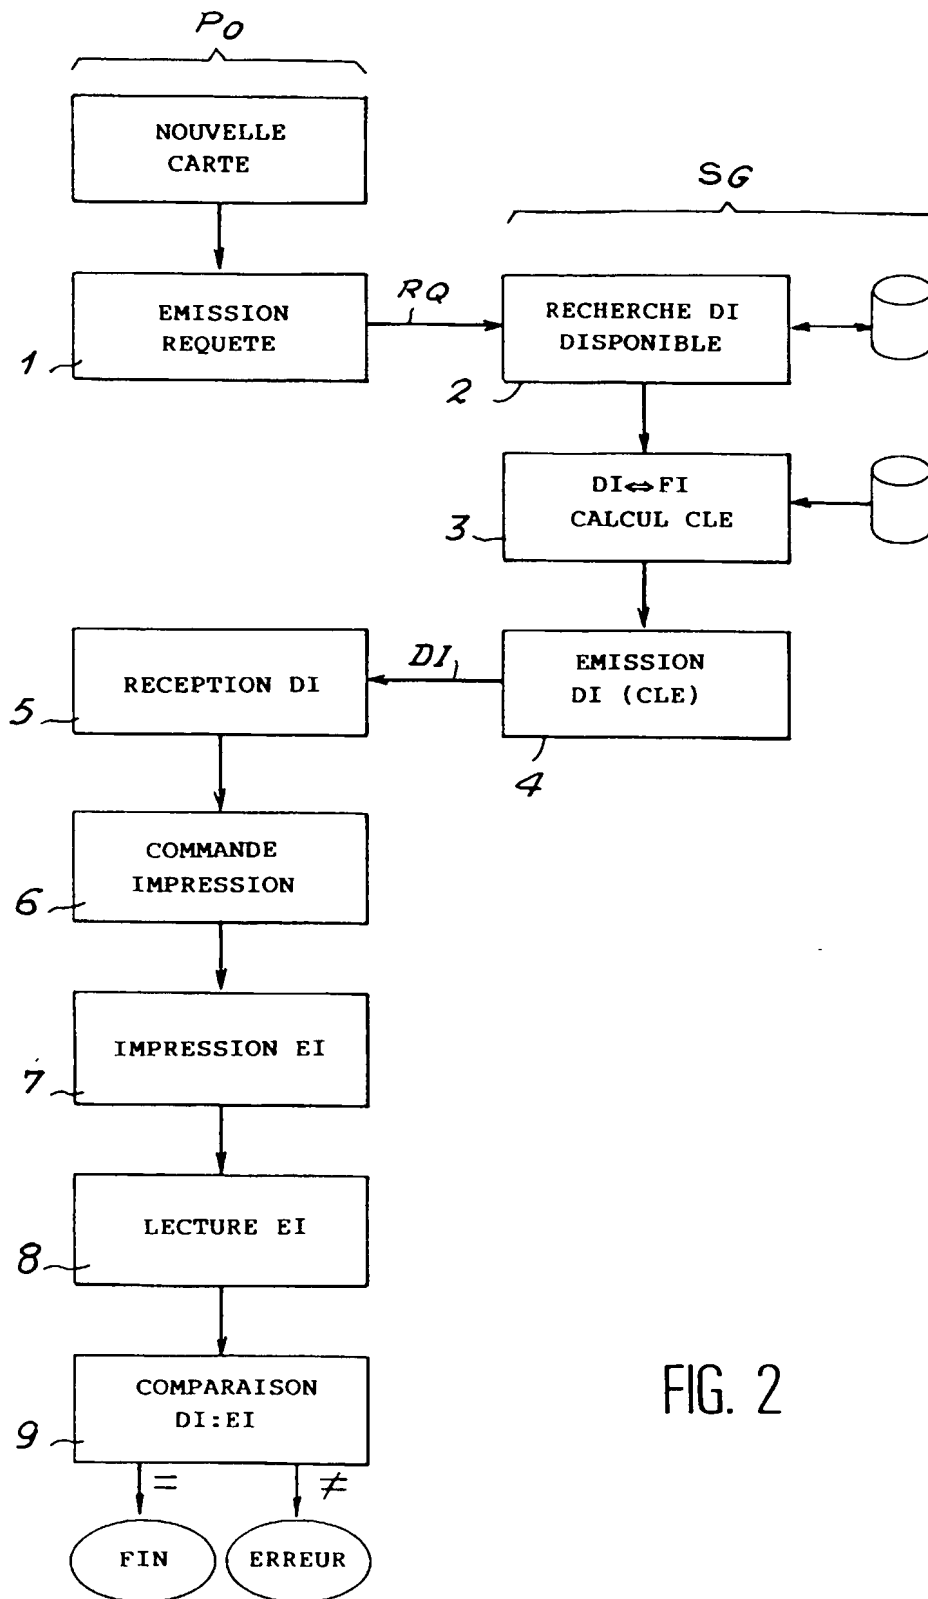 PO
NOUVELLE
CARTE
SG
EMISSION
REQUETE
1
RQ
RECHERCHE DI
DISPONIBLE
2
DI⇔FI
CALCUL CLE
3
EMISSION
DI (CLE)
4
DI
RECEPTION DI
5
COMMANDE
IMPRESSION
6
IMPRESSION EI
7
LECTURE EI
8
COMPARAISON
DI:EI
9
= ≠
FIN ERREUR
FIG. 2